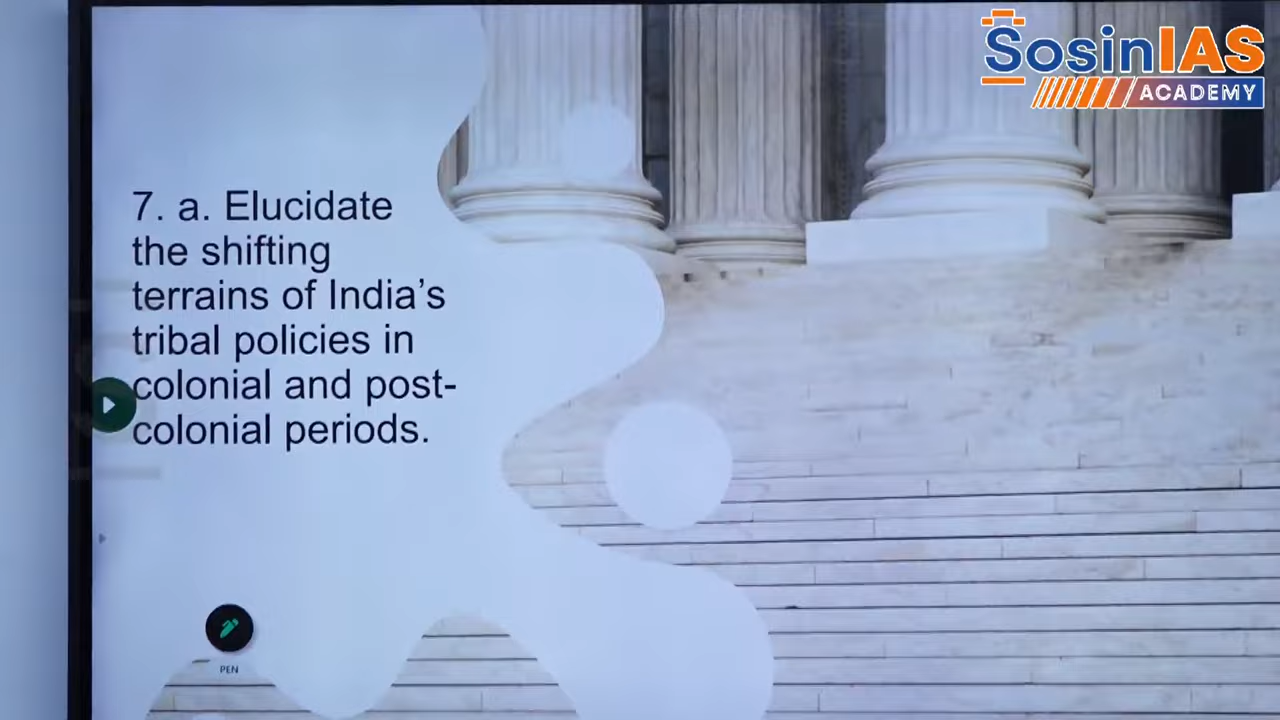 SosinIAS
ACADEMY
7. a. Elucidate
the shifting
terrains of India's
tribal policies in
colonial and post-
colonial periods.
PEN